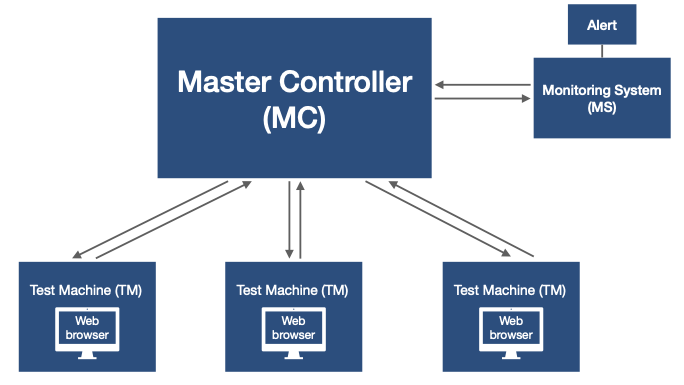 Alert
Master Controller
(MC)
Monitoring System
(MS)
Test Machine (TM)
Web
browser
Test Machine (TM)
Web
browser
Test Machine (TM)
Web
browser